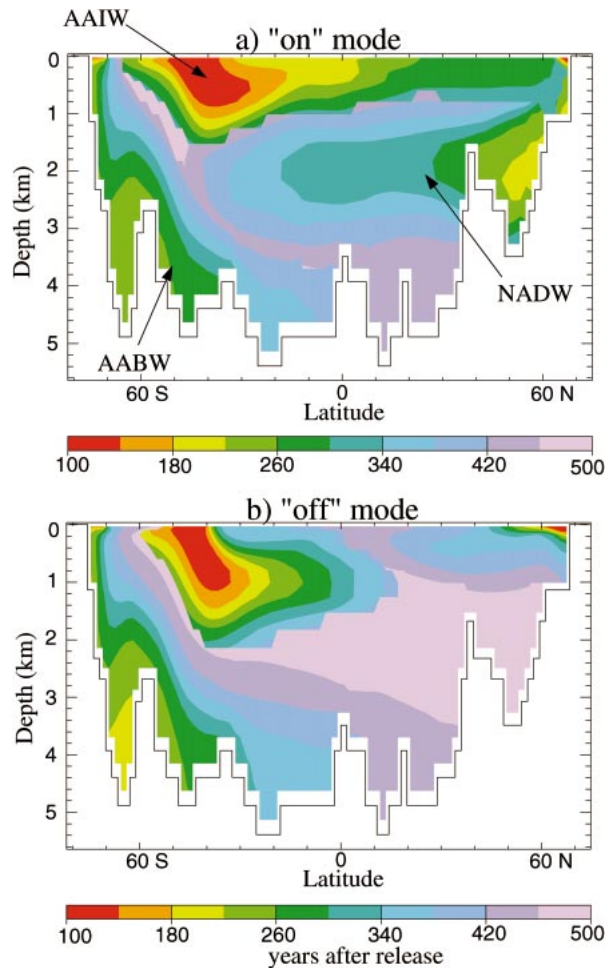 AAIW
a) "on" mode
0
1
2
3
4
5
Depth (km)
NADW
AABW
60 S
0
60 N
Latitude
100
180
260
340
420
500
b) "off" mode
0
1
2
3
4
5
Depth (km)
60 S
0
60 N
Latitude
100
180
260
340
420
500
years after release